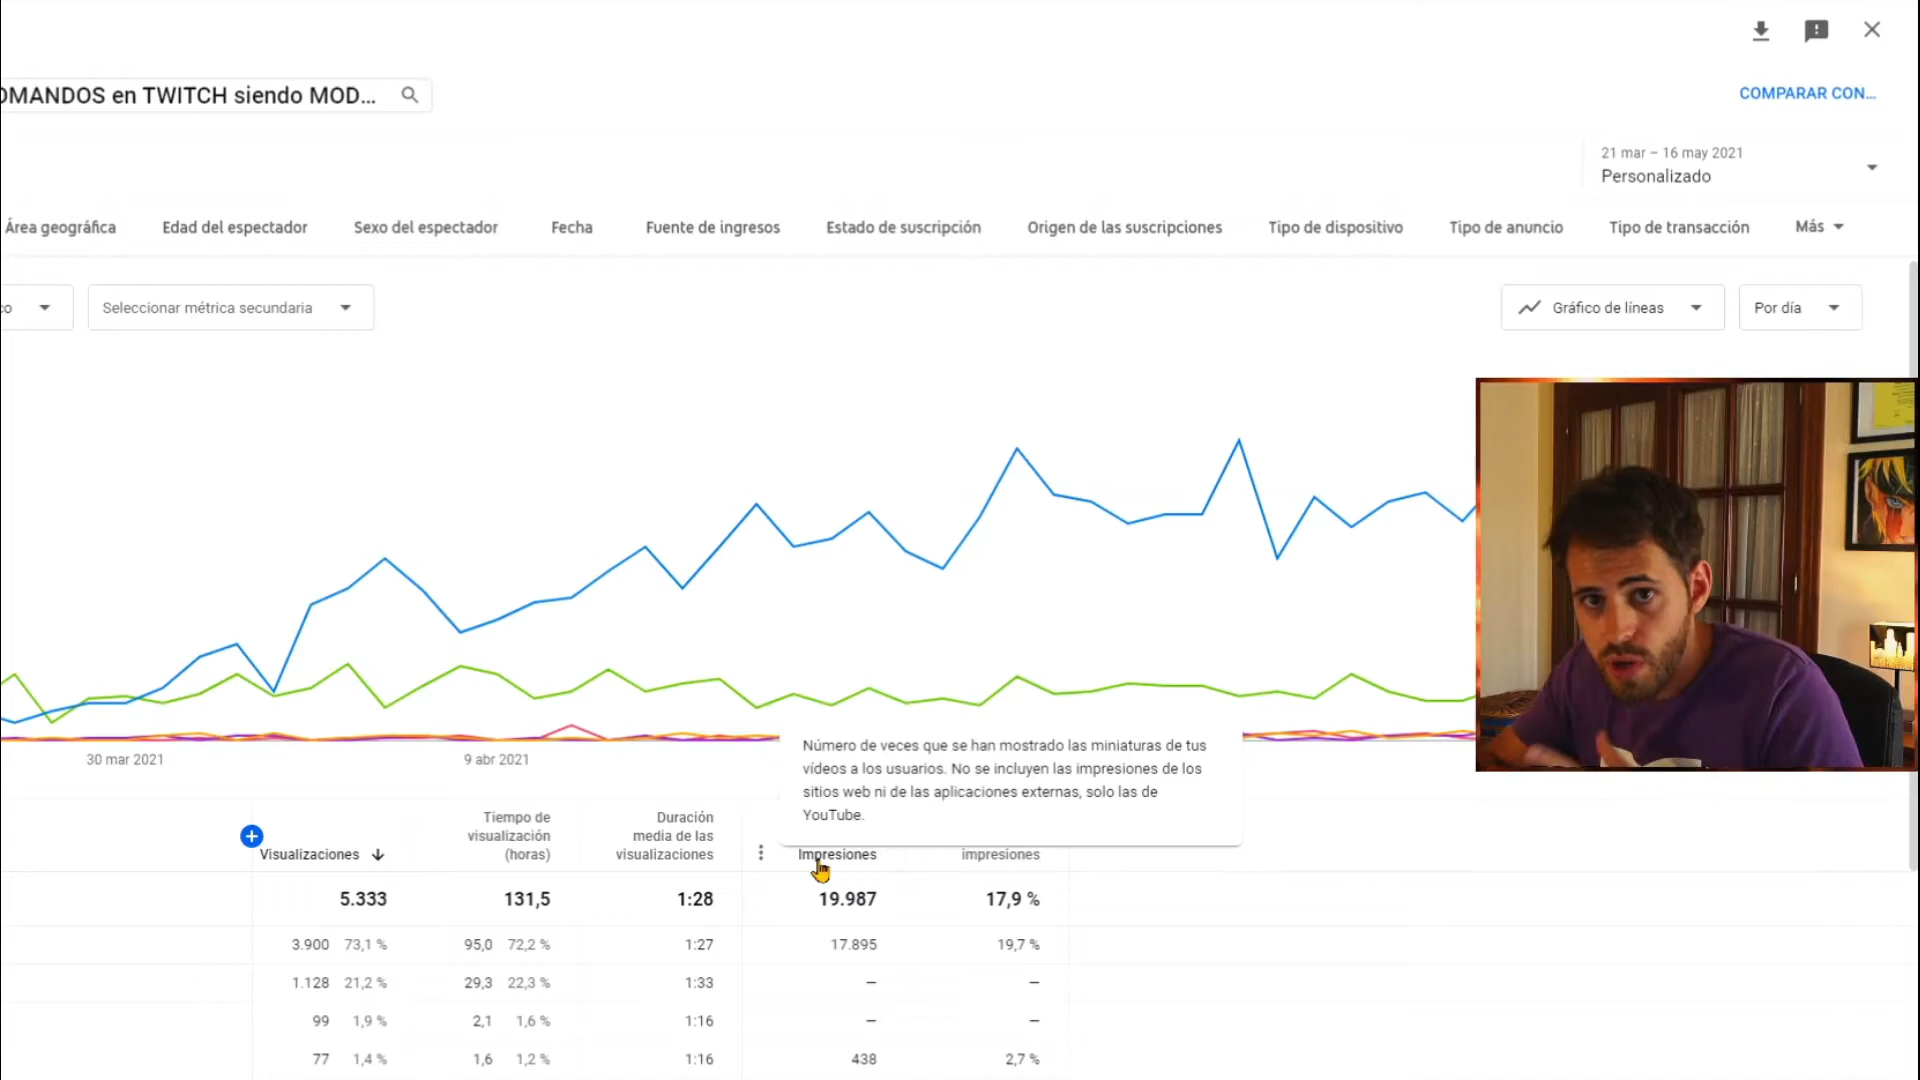 OMANDOS en TWITCH siendo MOD...
COMPARAR CON...
21 mar – 16 may 2021
Personalizado
Área geográfica Edad del espectador Sexo del espectador Fecha Fuente de ingresos Estado de suscripción Origen de las suscripciones Tipo de dispositivo Tipo de anuncio Tipo de transacción Más
co Seleccionar métrica secundaria Gráfico de líneas Por día
30 mar 2021 9 abr 2021
Número de veces que se han mostrado las miniaturas de tus
vídeos a los usuarios. No se incluyen las impresiones de los
sitios web ni de las aplicaciones externas, solo las de
YouTube.
Visualizaciones
Tiempo de
visualización
(horas)
Duración
media de las
visualizaciones
Impresiones
impresiones
5.333 131,5 1:28 19.987 17,9 %
3.900 73,1 % 95,0 72,2 % 1:27 17.895 19,7 %
1.128 21,2 % 29,3 22,3 % 1:33 — —
99 1,9 % 2,1 1,6 % 1:16 — —
77 1,4 % 1,6 1,2 % 1:16 438 2,7 %